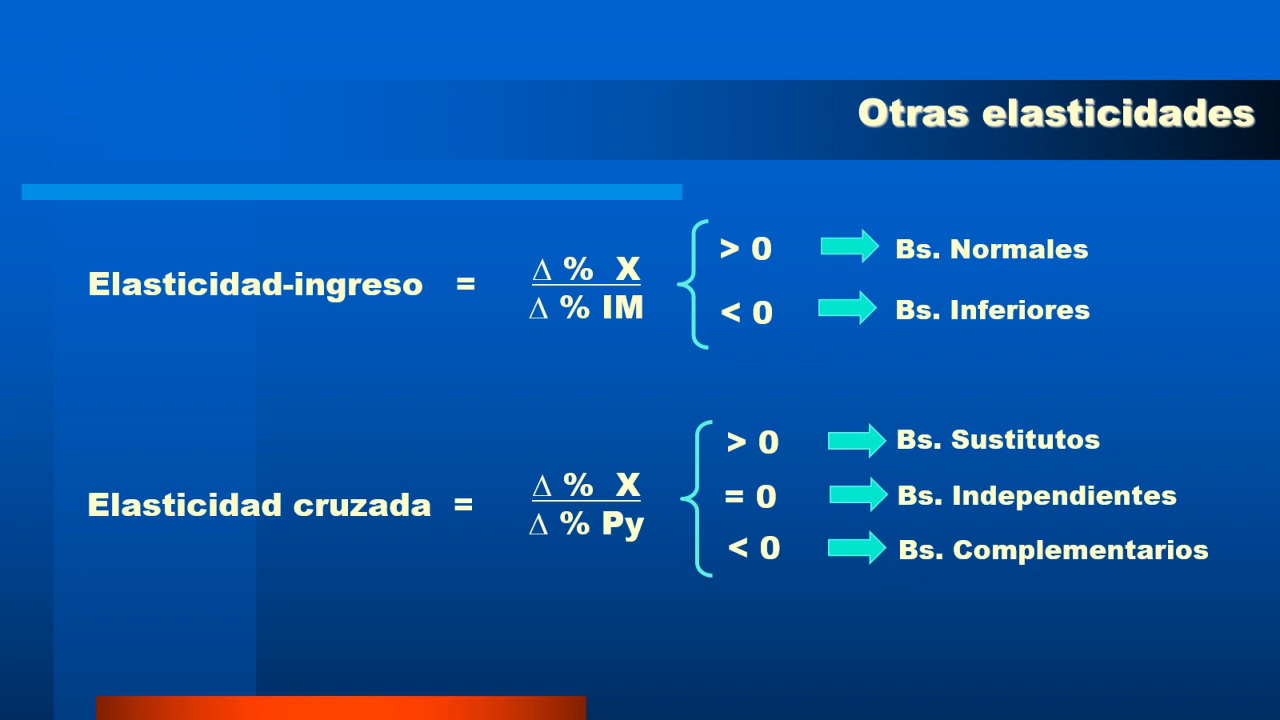 Otras elasticidades
Elasticidad-ingreso =
∆ % X
∆ % IM
> 0
Bs. Normales
< 0
Bs. Inferiores
Elasticidad cruzada =
∆ % X
∆ % Py
> 0
Bs. Sustitutos
= 0
Bs. Independientes
< 0
Bs. Complementarios